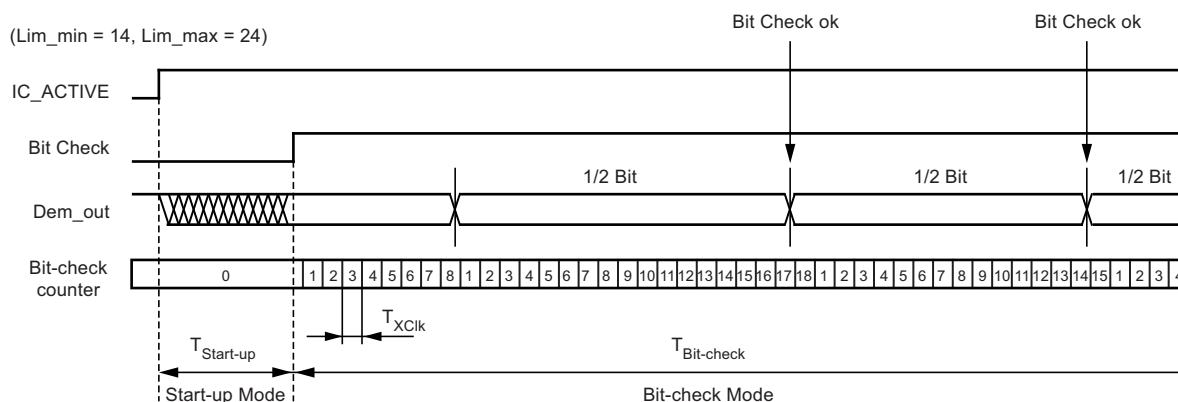 (Lim_min = 14, Lim_max = 24)
Bit Check ok Bit Check ok
IC_ACTIVE
Bit Check
1/2 Bit 1/2 Bit 1/2 Bit
Dem_out
Bit-check counter
0 1 2 3 4 5 6 7 8 1 2 3 4 5 6 7 8 9 10 11 12 13 14 15 16 17 18 1 2 3 4 5 6 7 8 9 10 11 12 13 14 15 1 2 3 4
T_XClk
T_Start-up T_Bit-check
Start-up Mode Bit-check Mode